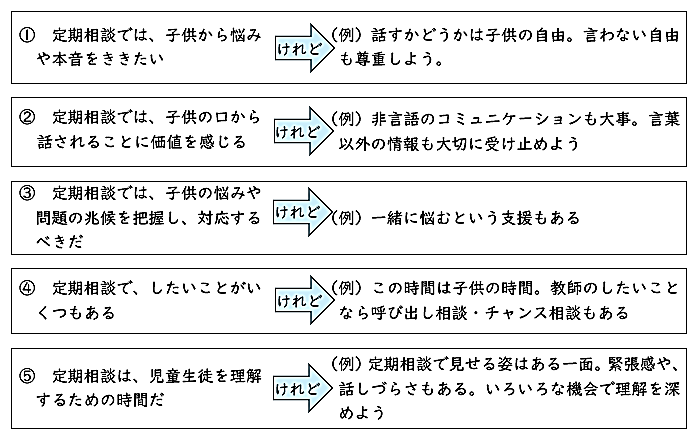 ① 定期相談では、子供から悩み
や本音をききたい
けれど
（例）話すかどうかは子供の自由。言わない自由
も尊重しよう。
② 定期相談では、子供の口から
話されることに価値を感じる
けれど
（例）非言語のコミュニケーションも大事。言葉
以外の情報も大切に受け止めよう
③ 定期相談では、子供の悩みや
問題の兆候を把握し、対応する
べきだ
けれど
（例）一緒に悩むという支援もある
④ 定期相談で、したいことがい
くつもある
けれど
（例）この時間は子供の時間。教師のしたいこと
なら呼び出し相談・チャンス相談もある
⑤ 定期相談は、児童生徒を理解
するための時間だ
けれど
（例）定期相談で見せる姿はある一面。緊張感や、
話しづらさもある。いろいろな機会で理解を深
めよう